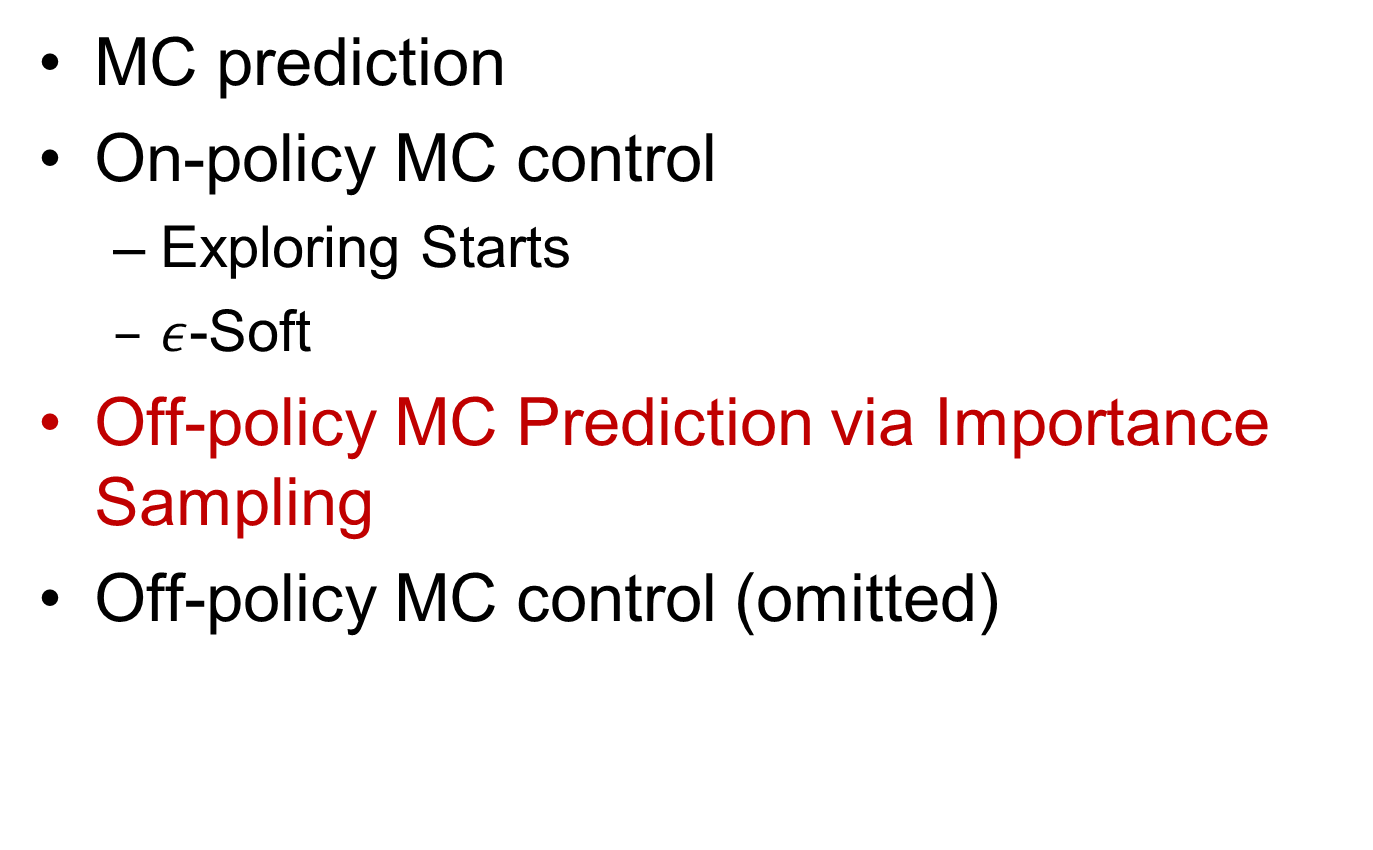 • MC prediction
• On-policy MC control
– Exploring Starts
– ϵ-Soft
• Off-policy MC Prediction via Importance
Sampling
• Off-policy MC control (omitted)